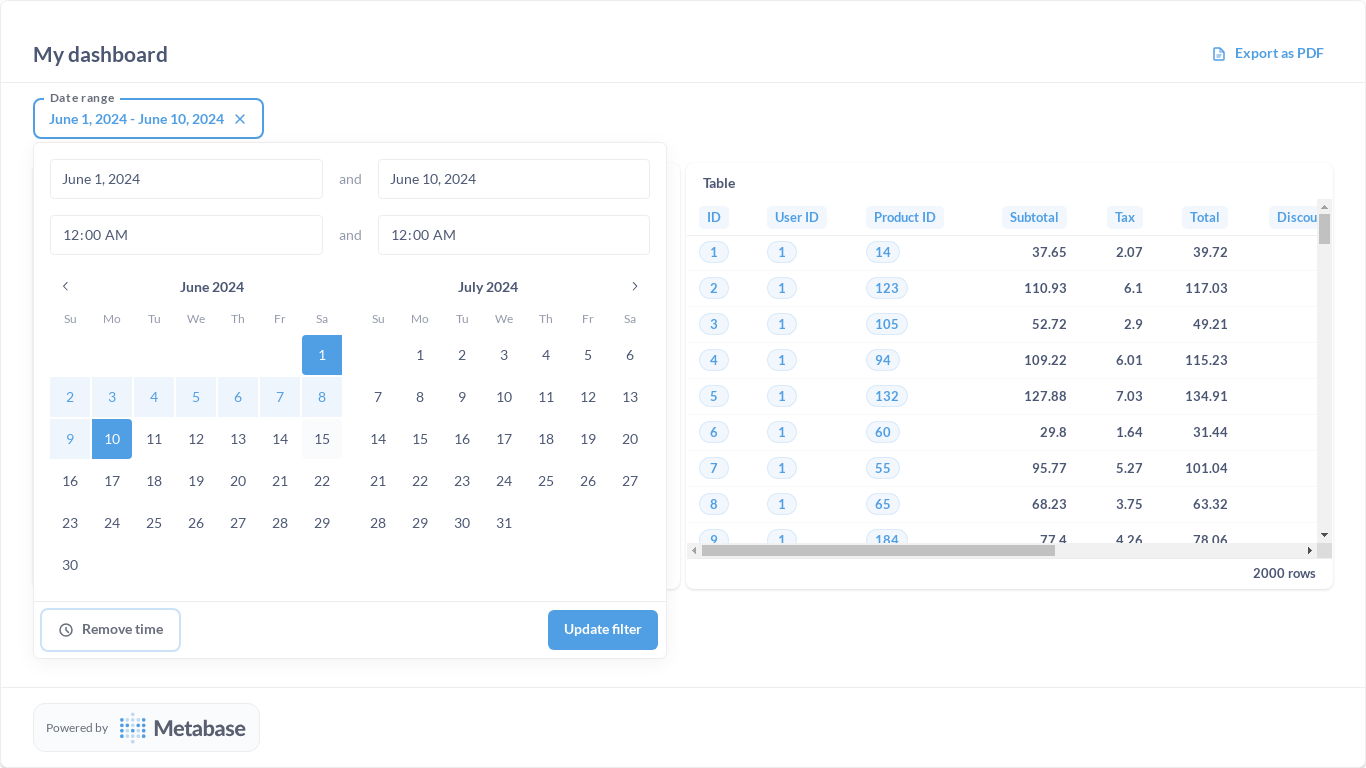 My dashboard
Export as PDF
Date range
June 1, 2024 - June 10, 2024
June 1, 2024 and June 10, 2024
12:00 AM and 12:00 AM
June 2024
Su Mo Tu We Th Fr Sa
1
2 3 4 5 6 7 8
9 10 11 12 13 14 15
16 17 18 19 20 21 22
23 24 25 26 27 28 29
30
July 2024
Su Mo Tu We Th Fr Sa
1 2 3 4 5 6
7 8 9 10 11 12 13
14 15 16 17 18 19 20
21 22 23 24 25 26 27
28 29 30 31
Remove time
Update filter
Table
ID User ID Product ID Subtotal Tax Total Discou
1 1 14 37.65 2.07 39.72
2 1 123 110.93 6.1 117.03
3 1 105 52.72 2.9 49.21
4 1 94 109.22 6.01 115.23
5 1 132 127.88 7.03 134.91
6 1 60 29.8 1.64 31.44
7 1 55 95.77 5.27 101.04
8 1 65 68.23 3.75 63.32
9 1 184 77.4 4.26 78.06
2000 rows
Powered by Metabase